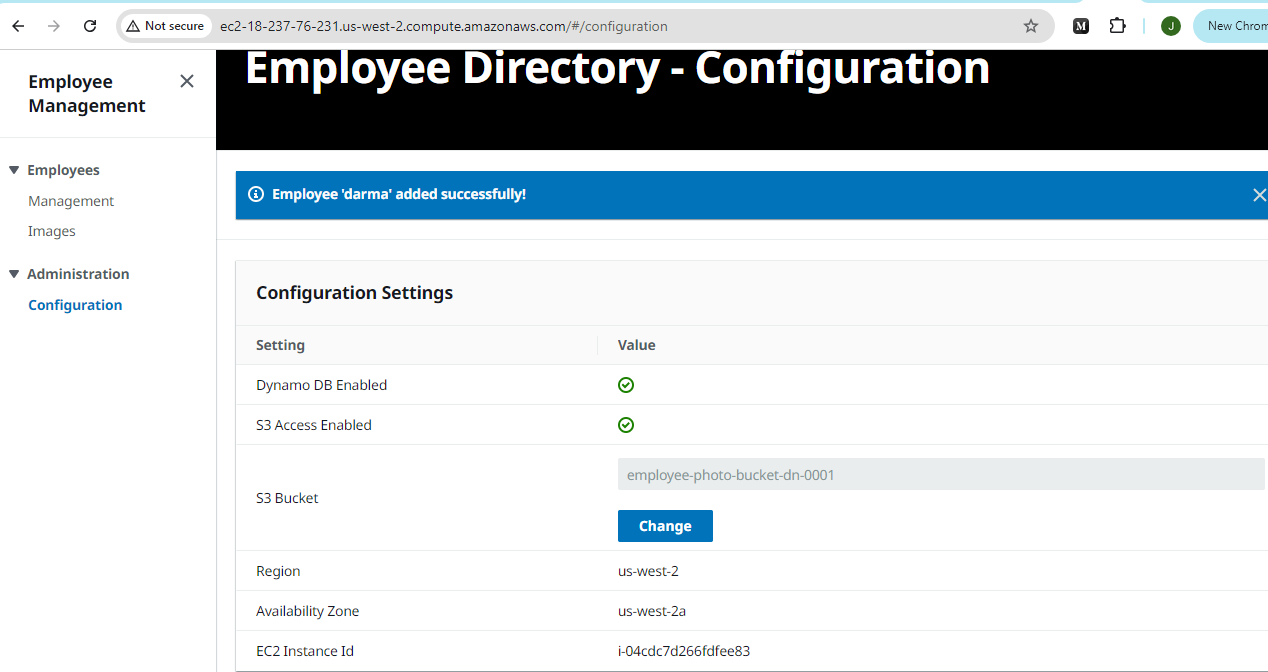 Not secure ec2-18-237-76-231.us-west-2.compute.amazonaws.com/#/configuration M J New Chrom
Employee
Management
Employees
Management
Images
Administration
Configuration
Employee Directory - Configuration
Employee 'darma' added successfully!
Configuration Settings
Setting Value
Dynamo DB Enabled
S3 Access Enabled
S3 Bucket employee-photo-bucket-dn-0001
Change
Region us-west-2
Availability Zone us-west-2a
EC2 Instance Id i-04cdc7d266fdfee83